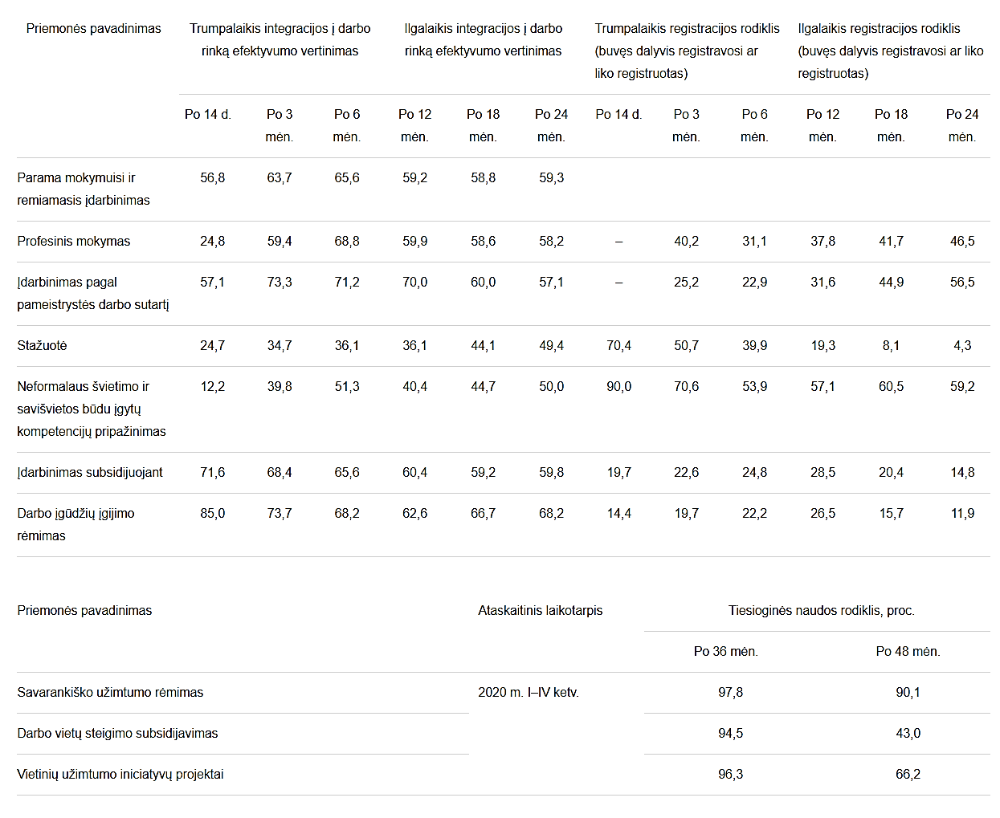 Priemonės pavadinimas
Trumpalaikis integracijos į darbo
rinką efektyvumo vertinimas
Ilgalaikis integracijos į darbo
rinką efektyvumo vertinimas
Trumpalaikis registracijos rodiklis
(buvęs dalyvis registravosi ar
liko registruotas)
Ilgalaikis registracijos rodiklis
(buvęs dalyvis registravosi ar liko
registruotas)
Po 14 d. Po 3 mėn. Po 6 mėn. Po 12 mėn. Po 18 mėn. Po 24 mėn. Po 14 d. Po 3 mėn. Po 6 mėn. Po 12 mėn. Po 18 mėn. Po 24 mėn.
Parama mokymuisi ir 56,8 63,7 65,6 59,2 58,8 59,3
remiamasis įdarbinimas
Profesinis mokymas 24,8 59,4 68,8 59,9 58,6 58,2 – 40,2 31,1 37,8 41,7 46,5
Įdarbinimas pagal 57,1 73,3 71,2 70,0 60,0 57,1 – 25,2 22,9 31,6 44,9 56,5
pameistrystės darbo sutartį
Stažuotė 24,7 34,7 36,1 36,1 44,1 49,4 70,4 50,7 39,9 19,3 8,1 4,3
Neformalaus švietimo ir 12,2 39,8 51,3 40,4 44,7 50,0 90,0 70,6 53,9 57,1 60,5 59,2
savišvietos būdu įgytų
kompetencijų pripažinimas
Įdarbinimas subsidijuojant 71,6 68,4 65,6 60,4 59,2 59,8 19,7 22,6 24,8 28,5 20,4 14,8
Darbo įgūdžių įgijimo 85,0 73,7 68,2 62,6 66,7 68,2 14,4 19,7 22,2 26,5 15,7 11,9
rėmimas
Priemonės pavadinimas Ataskaitinis laikotarpis Tiesioginės naudos rodiklis, proc.
Po 36 mėn. Po 48 mėn.
Savarankiško užimtumo rėmimas 2020 m. I–IV ketv. 97,8 90,1
Darbo vietų steigimo subsidijavimas 94,5 43,0
Vietinių užimtumo iniciatyvų projektai 96,3 66,2